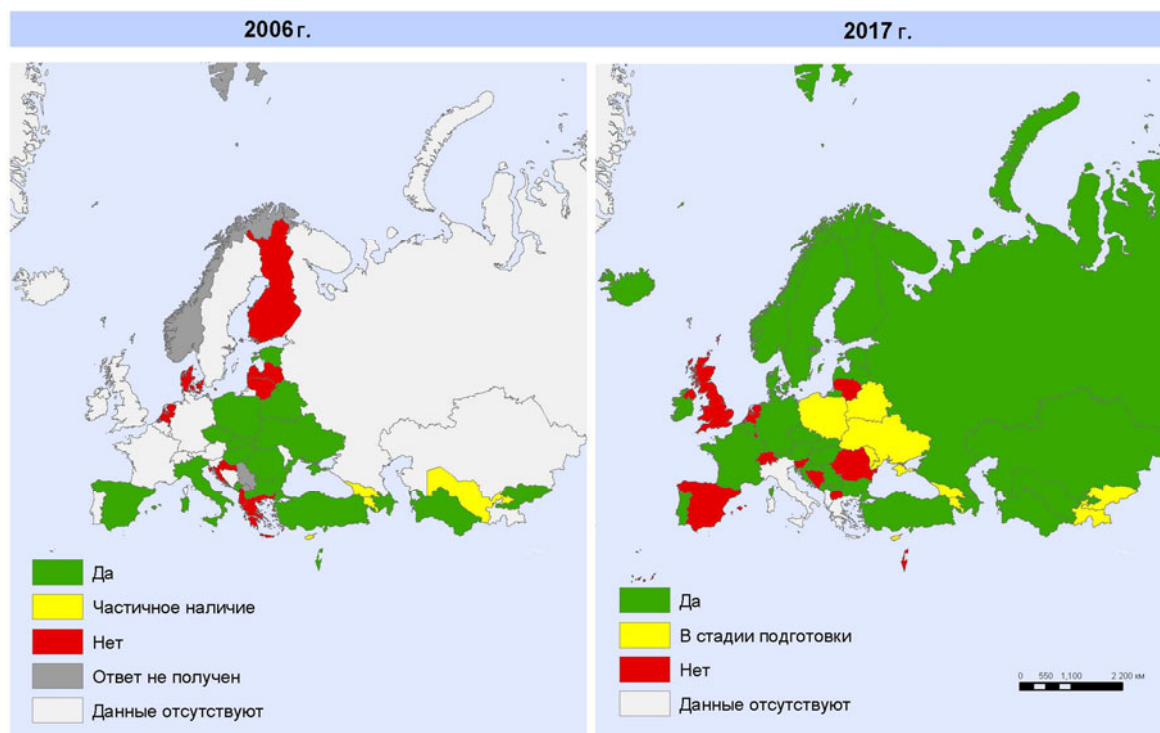 2006 г.
2017 г.
Да
Частичное наличие
Нет
Ответ не получен
Данные отсутствуют
Да
В стадии подготовки
Нет
Данные отсутствуют
0 550 1,100 2 200 км